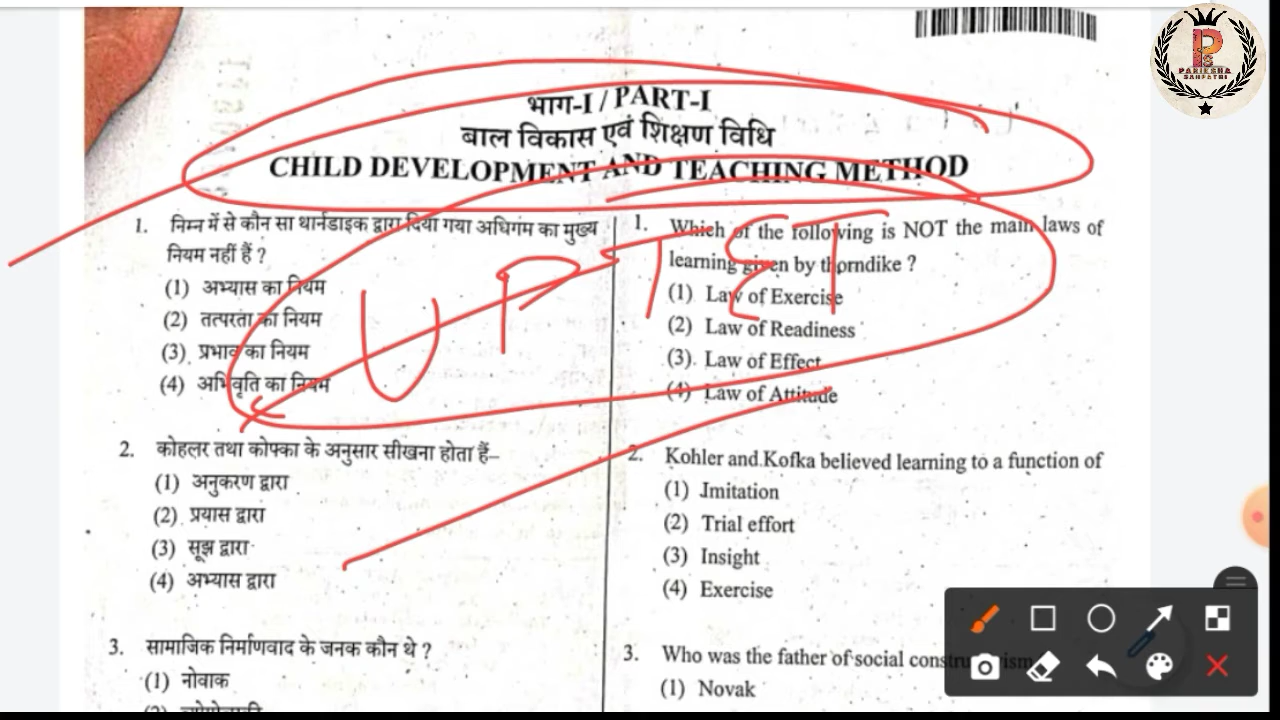 PARIKSHA
SAHPATHI
भाग-I / PART-I
बाल विकास एवं शिक्षण विधि
CHILD DEVELOPMENT AND TEACHING METHOD
UPTET
1. निम्न में से कौन सा थार्नडाइक द्वारा दिया गया अधिगम का मुख्य
नियम नहीं हैं ?
(1) अभ्यास का नियम
(2) तत्परता का नियम
(3) प्रभाव का नियम
(4) अभिवृति का नियम
2. कोहलर तथा कोफ्का के अनुसार सीखना होता हैं–
(1) अनुकरण द्वारा
(2) प्रयास द्वारा
(3) सूझ द्वारा
(4) अभ्यास द्वारा
3. सामाजिक निर्माणवाद के जनक कौन थे ?
(1) नोवाक
1. Which of the following is NOT the main laws of
learning given by thorndike ?
(1) Law of Exercise
(2) Law of Readiness
(3). Law of Effect
(4) Law of Attitude
2. Kohler and Kofka believed learning to a function of
(1) Imitation
(2) Trial effort
(3) Insight
(4) Exercise
3. Who was the father of social
(1) Novak